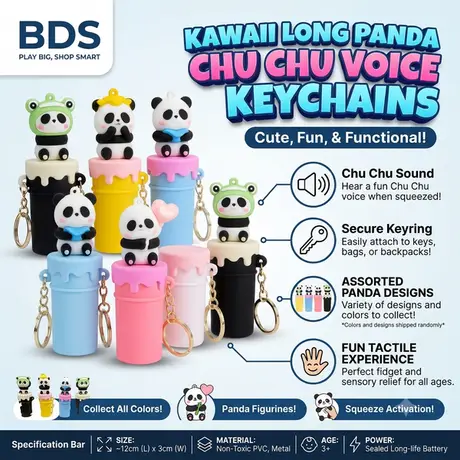 BDS
PLAY BIG, SHOP SMART
KAWAII LONG PANDA
CHU CHU VOICE
KEYCHAINS
Cute, Fun, & Functional!
Chu Chu Sound
Hear a fun Chu Chu
voice when squeezed!
Secure Keyring
Easily attach to keys,
bags, or backpacks!
ASSORTED
PANDA DESIGNS
Variety of designs and
colors to collect!
*Colors and designs shipped randomly*
FUN TACTILE
EXPERIENCE
Perfect fidget and
sensory relief for all ages.
Collect All Colors!
Panda Figurines!
Squeeze Activation!
Specification Bar
SIZE:
~12cm (L) x 3cm (W)
MATERIAL:
Non-Toxic PVC, Metal
AGE:
3+
POWER:
Sealed Long-life Battery